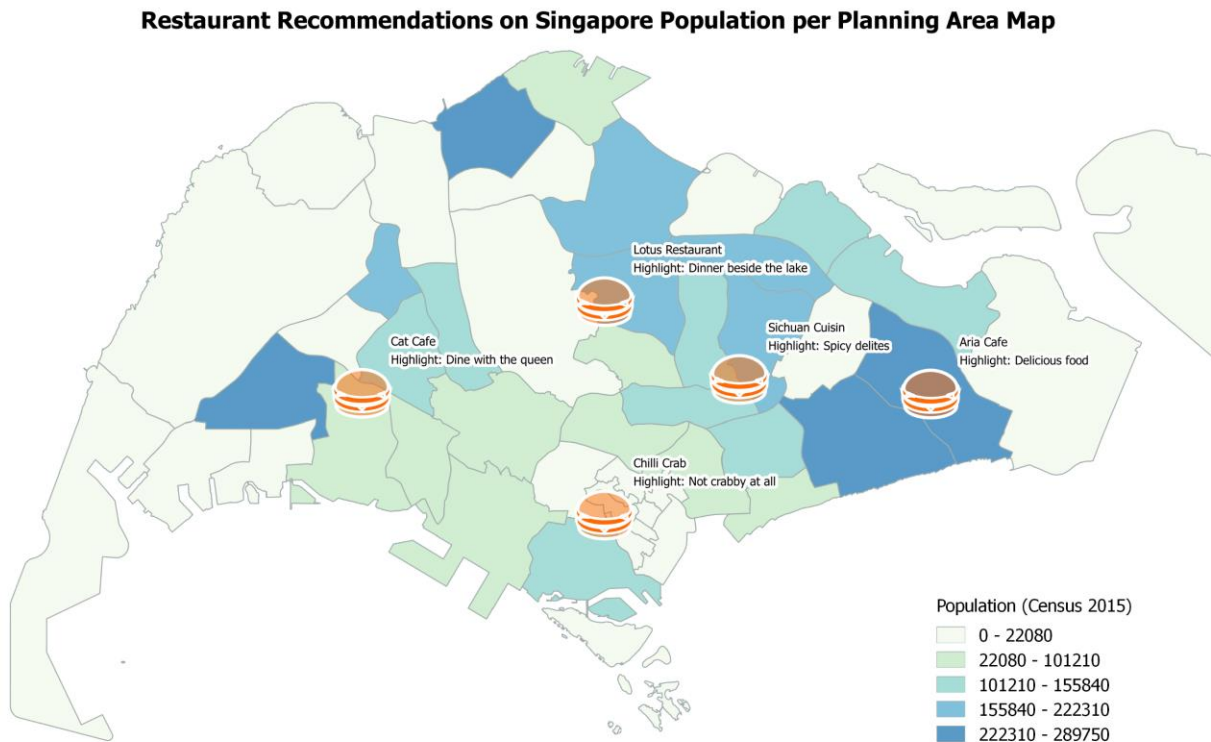 Restaurant Recommendations on Singapore Population per Planning Area Map
Lotus Restaurant
Highlight: Dinner beside the lake
Sichuan Cuisin
Highlight: Spicy delites
Aria Cafe
Highlight: Delicious food
Cat Cafe
Highlight: Dine with the queen
Chilli Crab
Highlight: Not crabby at all
Population (Census 2015)
0 - 22080
22080 - 101210
101210 - 155840
155840 - 222310
222310 - 289750